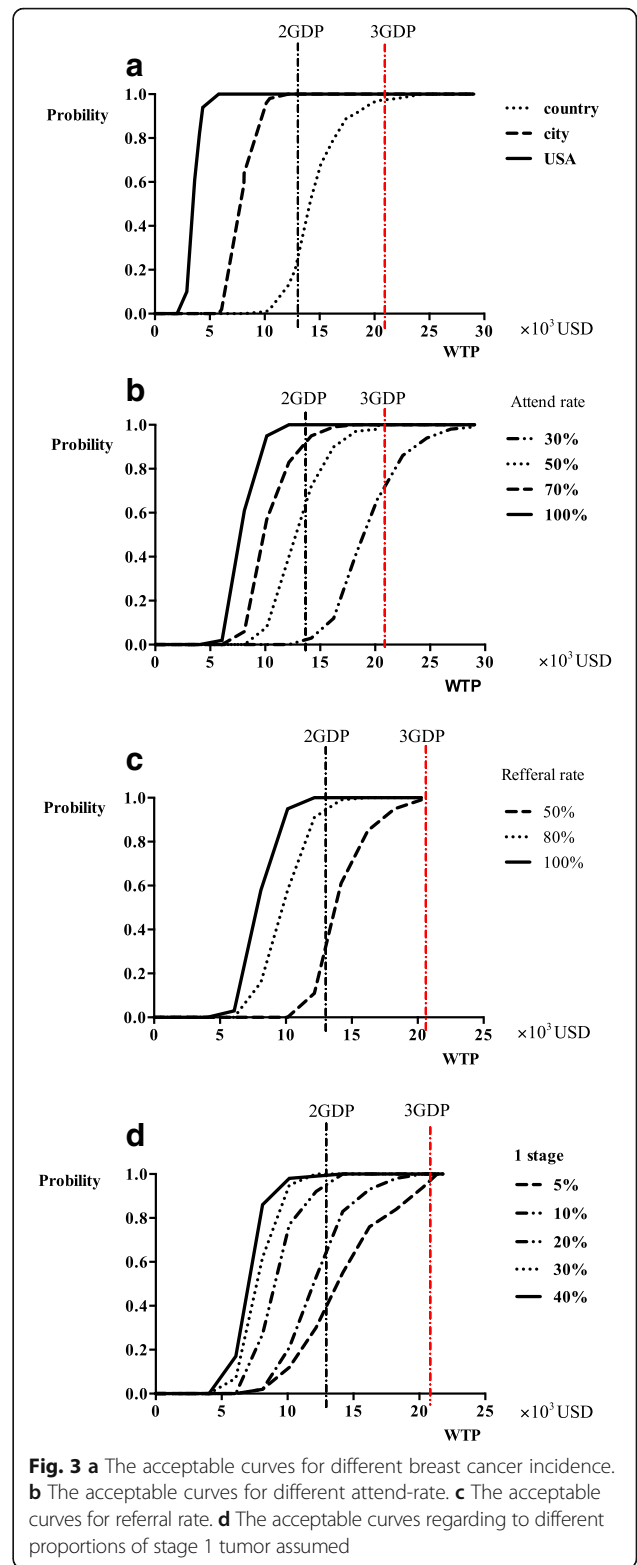 2GDP 3GDP
a
Probility
1.0
0.8
0.6
0.4
0.2
0.0
0 5 10 15 20 25 30
×10³ USD
WTP
country
city
USA
2GDP 3GDP
b
Probility
1.0
0.8
0.6
0.4
0.2
0.0
0 5 10 15 20 25 30
×10³ USD
WTP
Attend rate
30%
50%
70%
100%
2GDP 3GDP
c
Probility
1.0
0.8
0.6
0.4
0.2
0.0
0 5 10 15 20 25
×10³ USD
WTP
Refferal rate
50%
80%
100%
2GDP 3GDP
d
Probility
1.0
0.8
0.6
0.4
0.2
0.0
0 5 10 15 20 25
×10³ USD
WTP
1 stage
5%
10%
20%
30%
40%
Fig. 3 a The acceptable curves for different breast cancer incidence.
b The acceptable curves for different attend-rate. c The acceptable
curves for referral rate. d The acceptable curves regarding to different
proportions of stage 1 tumor assumed